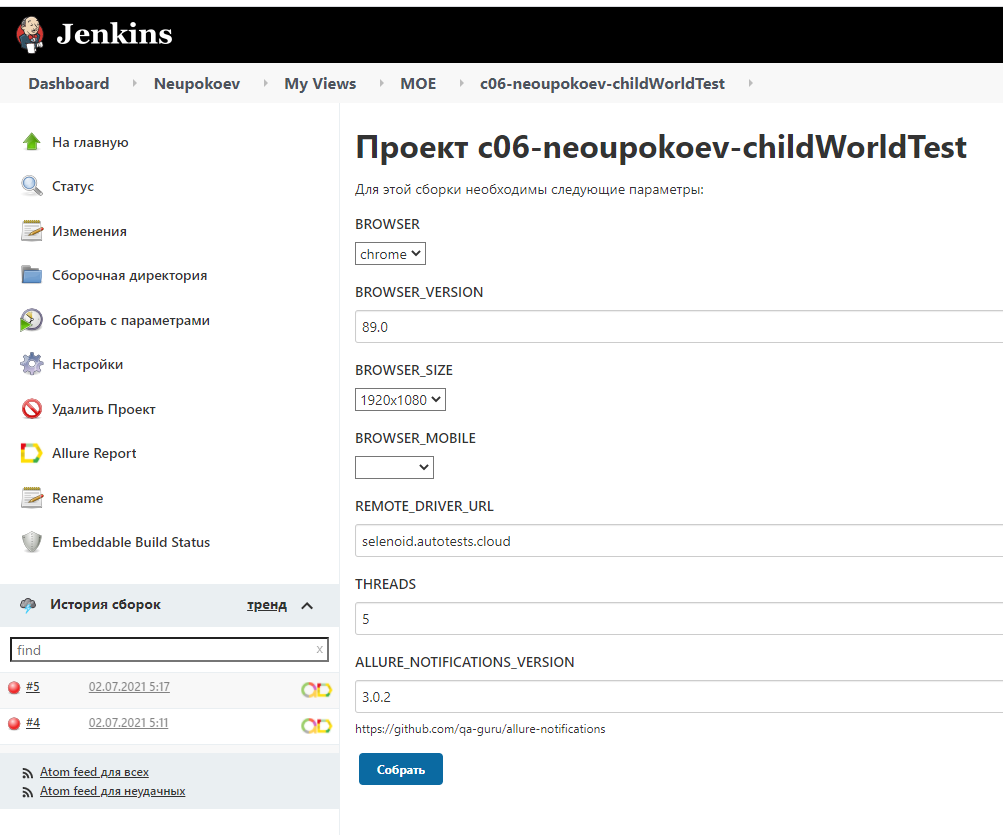 Jenkins
Dashboard Neupokoev My Views MOE c06-neoupokoev-childWorldTest
На главную
Статус
Изменения
Сборочная директория
Собрать с параметрами
Настройки
Удалить Проект
Allure Report
Rename
Embeddable Build Status
История сборок тренд
find x
#5 02.07.2021 5:17
#4 02.07.2021 5:11
Atom feed для всех
Atom feed для неудачных
Проект c06-neoupokoev-childWorldTest
Для этой сборки необходимы следующие параметры:
BROWSER
chrome
BROWSER_VERSION
89.0
BROWSER_SIZE
1920x1080
BROWSER_MOBILE
REMOTE_DRIVER_URL
selenoid.autotests.cloud
THREADS
5
ALLURE_NOTIFICATIONS_VERSION
3.0.2
https://github.com/qa-guru/allure-notifications
Собрать